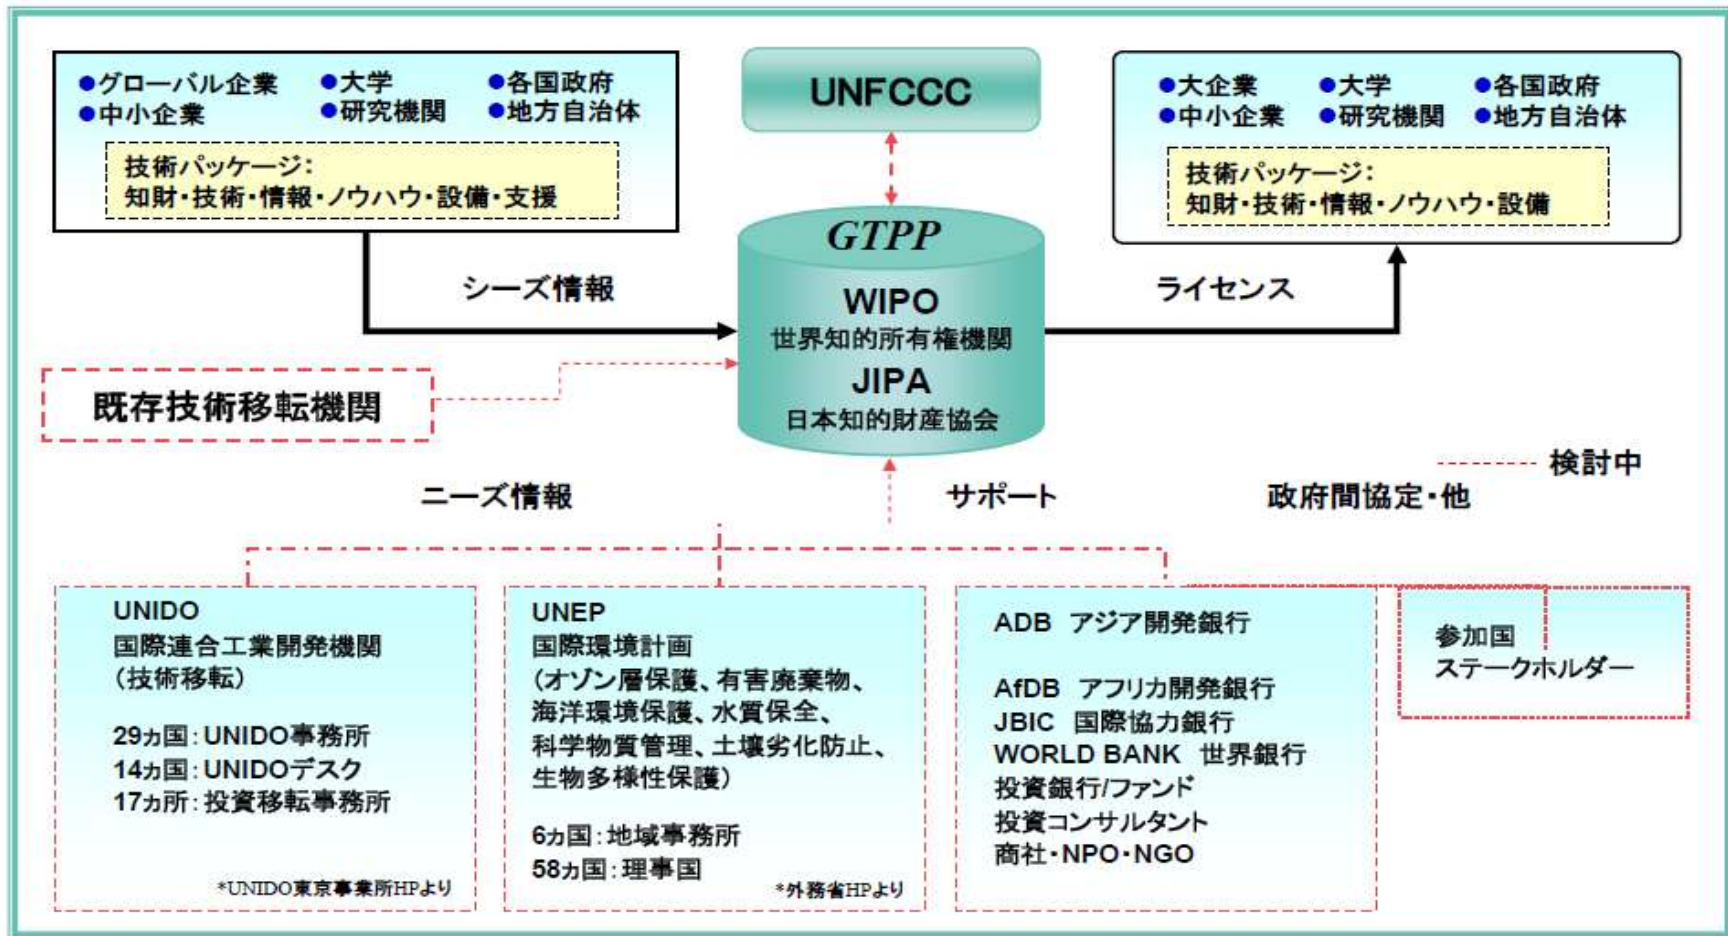 ●グローバル企業 ●大学 ●各国政府
●中小企業 ●研究機関 ●地方自治体
技術パッケージ:
知財・技術・情報・ノウハウ・設備・支援
UNFCCC
●大企業 ●大学 ●各国政府
●中小企業 ●研究機関 ●地方自治体
技術パッケージ:
知財・技術・情報・ノウハウ・設備
シーズ情報
GTPP
WIPO
世界知的所有権機関
JIPA
日本知的財産協会
ライセンス
既存技術移転機関
検討中
ニーズ情報
サポート
政府間協定・他
UNIDO
国際連合工業開発機関
(技術移転)
29ヵ国:UNIDO事務所
14ヵ国:UNIDOデスク
17ヵ所:投資移転事務所
*UNIDO東京事業所HPより
UNEP
国際環境計画
(オゾン層保護、有害廃棄物、
海洋環境保護、水質保全、
科学物質管理、土壌劣化防止、
生物多様性保護)
6ヵ国:地域事務所
58ヵ国:理事国
*外務省HPより
ADB アジア開発銀行
AfDB アフリカ開発銀行
JBIC 国際協力銀行
WORLD BANK 世界銀行
投資銀行/ファンド
投資コンサルタント
商社・NPO・NGO
参加国
ステークホルダー